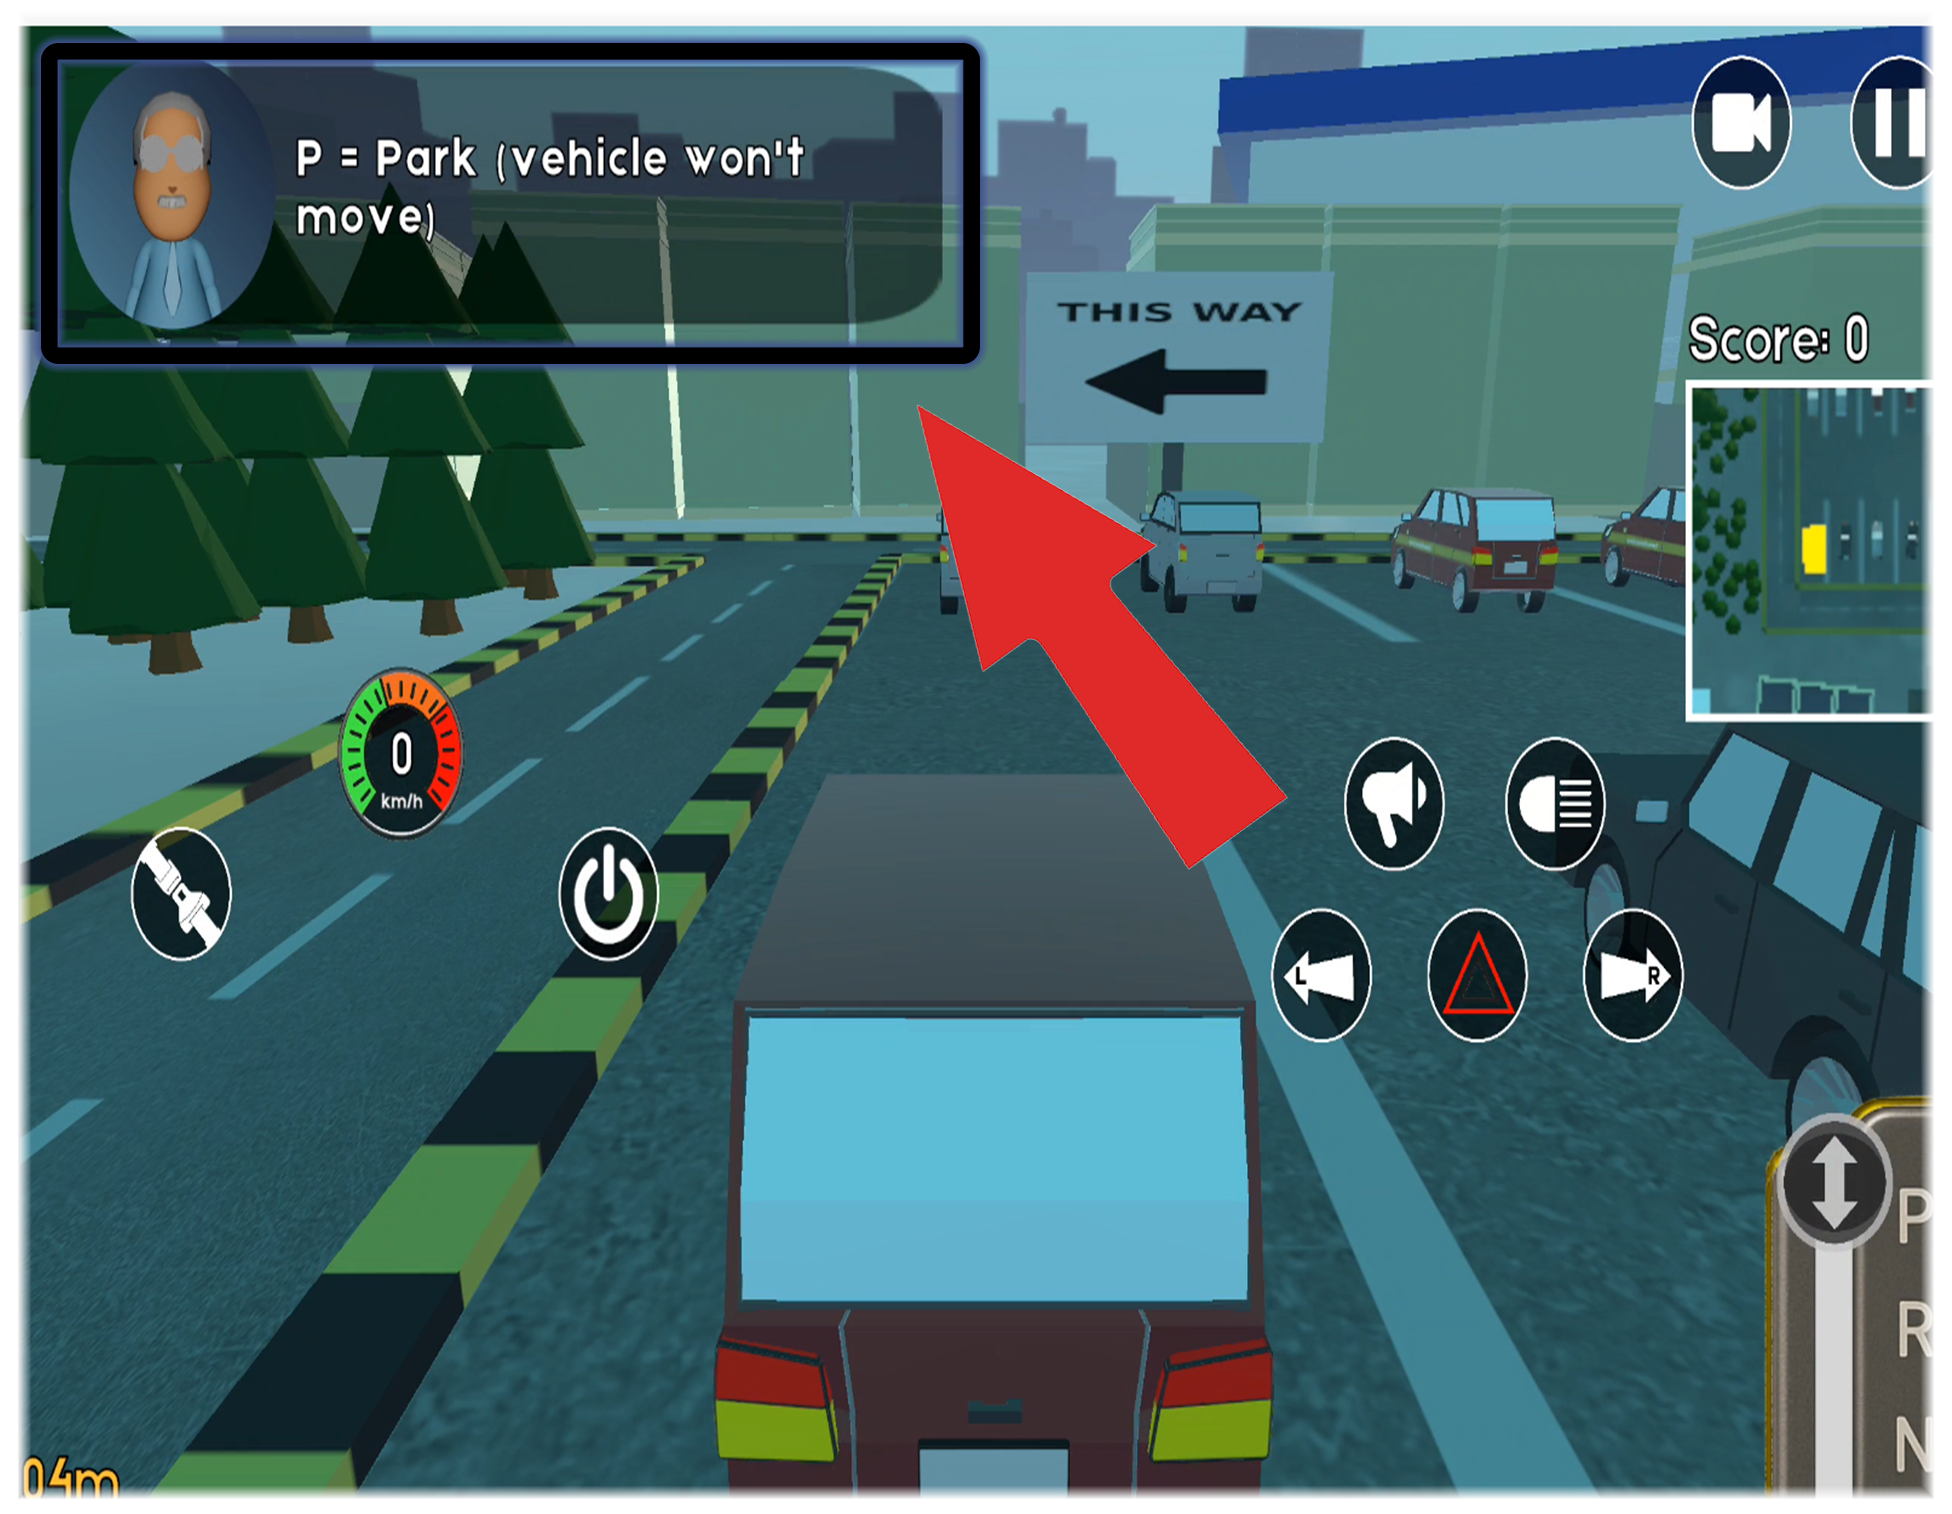 P = Park (vehicle won't
move)
THIS WAY
Score: 0
0
km/h
L
R
P
R
N
04m